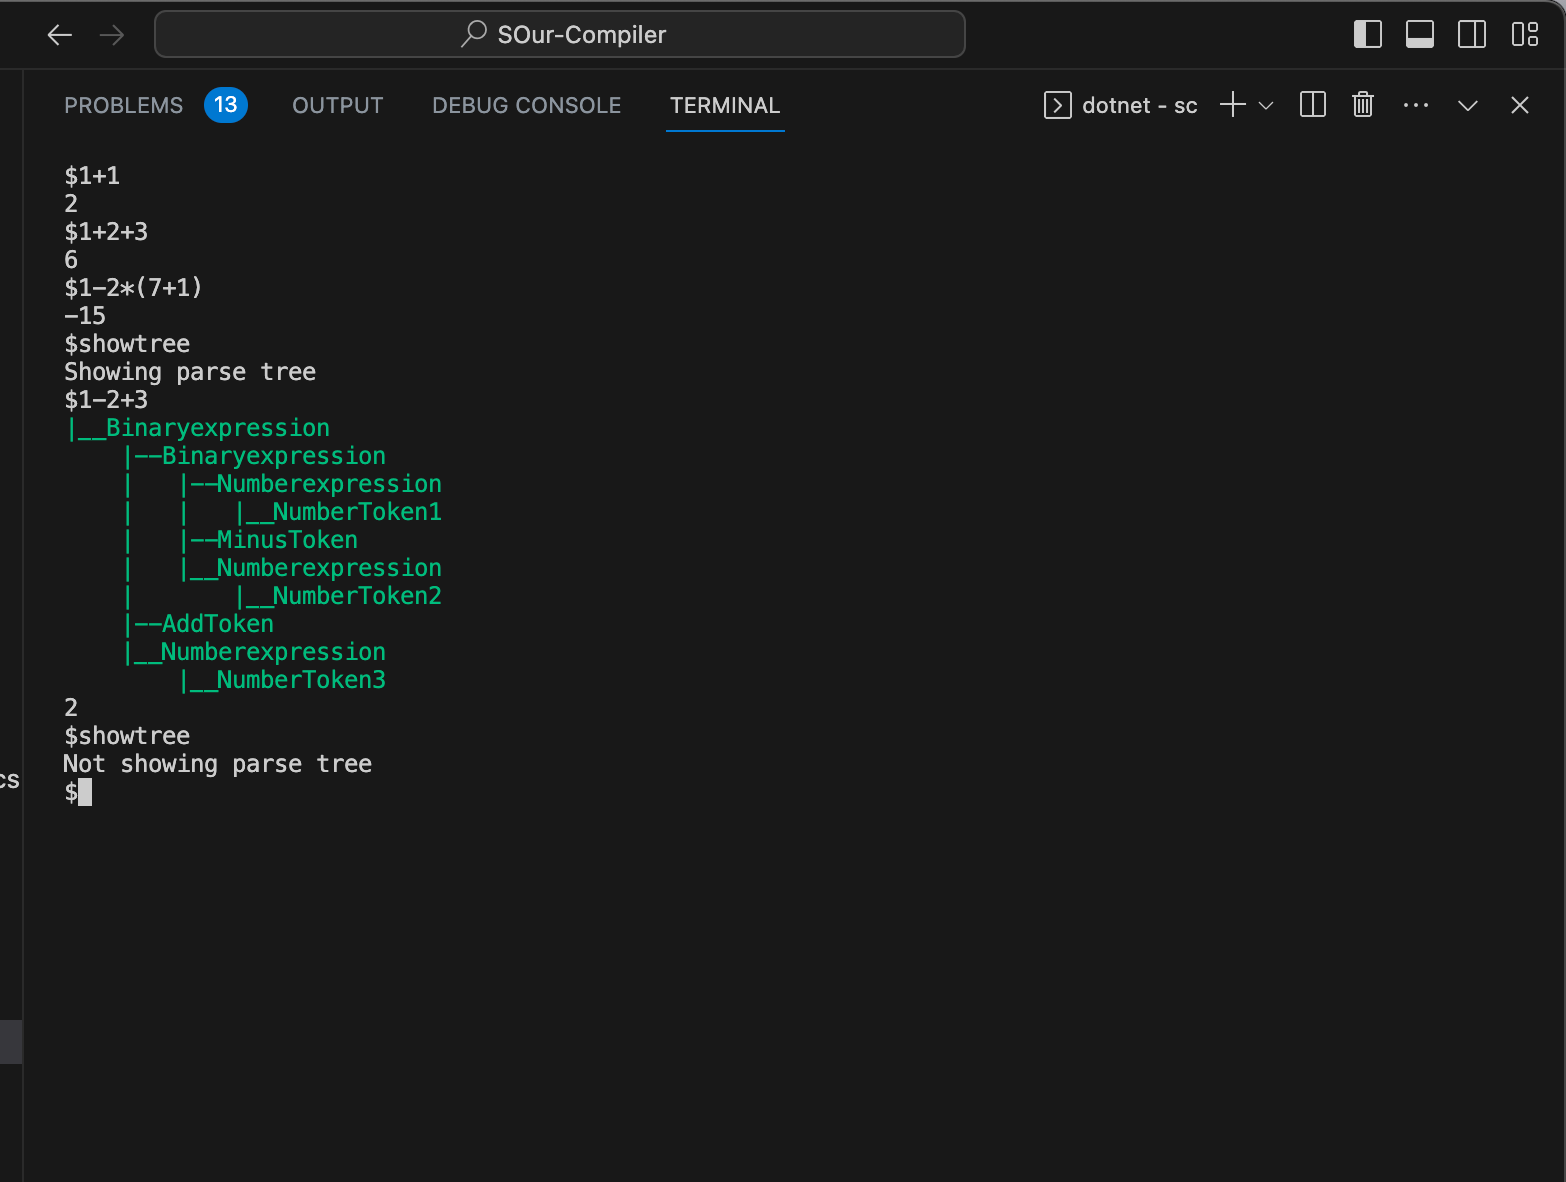 SOur-Compiler
PROBLEMS 13 OUTPUT DEBUG CONSOLE TERMINAL dotnet - sc
$1+1
2
$1+2+3
6
$1-2*(7+1)
-15
$showtree
Showing parse tree
$1-2+3
|__Binaryexpression
    |--Binaryexpression
    |   |--Numberexpression
    |   |   |__NumberToken1
    |   |--MinusToken
    |   |__Numberexpression
    |       |__NumberToken2
    |--AddToken
    |__Numberexpression
        |__NumberToken3
2
$showtree
Not showing parse tree
cs
$